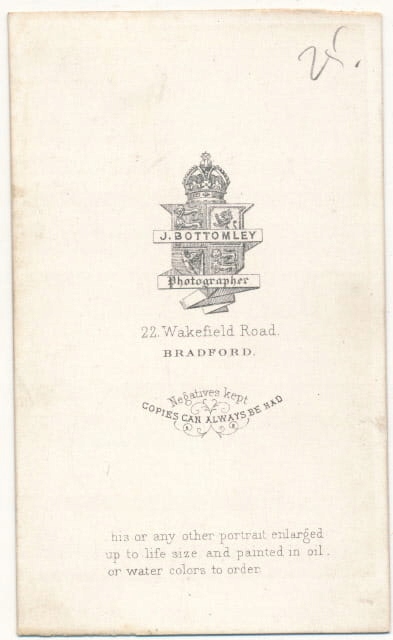 25.
J. BOTTOMLEY
Photographer
22. Wakefield Road.
BRADFORD.
Negatives kept
COPIES CAN ALWAYS BE HAD
his or any other portrait enlarged
up to life size and painted in oil.
or water colors to order.